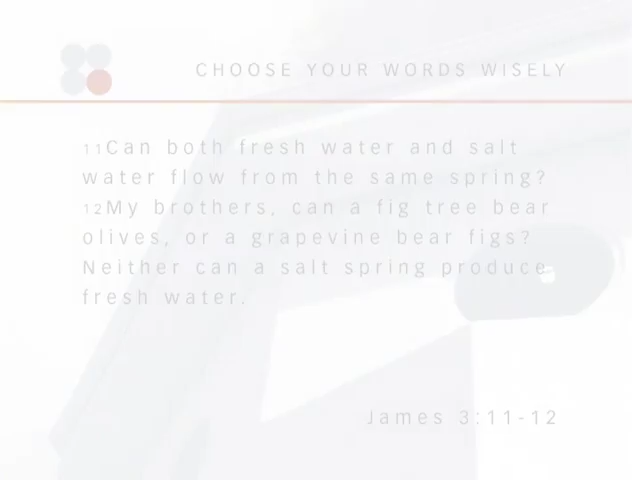 CHOOSE YOUR WORDS WISELY
11Can both fresh water and salt
water flow from the same spring?
12My brothers, can a fig tree bear
olives, or a grapevine bear figs?
Neither can a salt spring produce
fresh water.
James 3:11-12